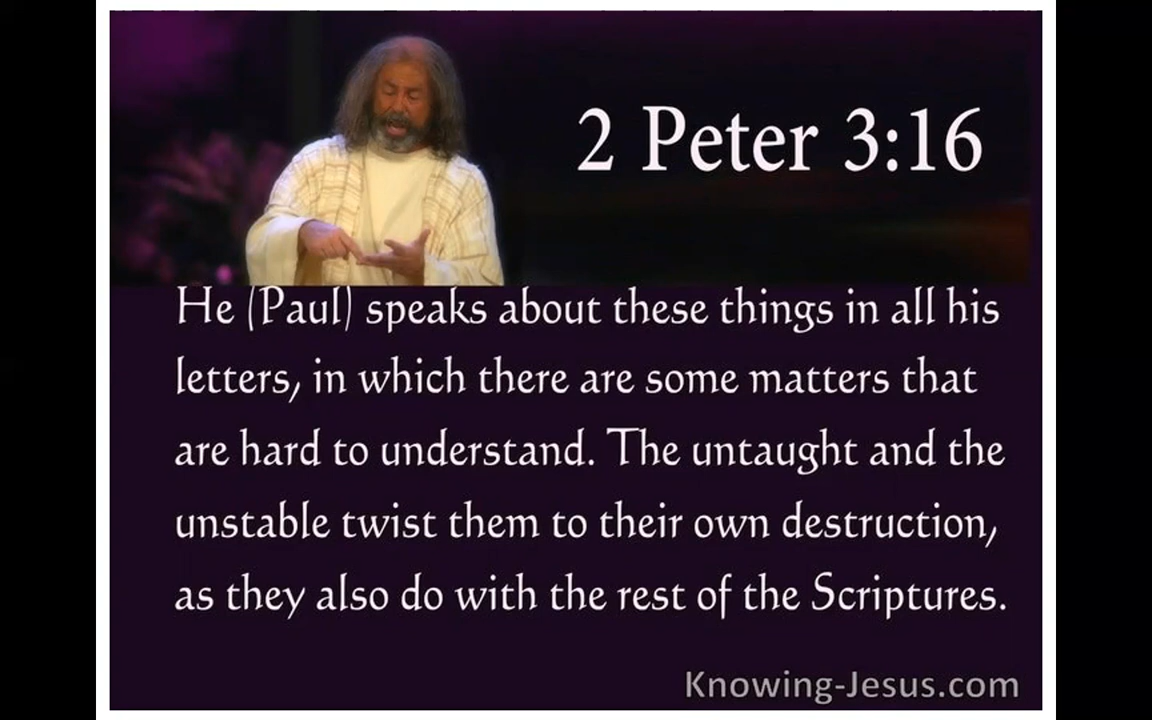 2 Peter 3:16
He (Paul) speaks about these things in all his
letters, in which there are some matters that
are hard to understand. The untaught and the
unstable twist them to their own destruction,
as they also do with the rest of the Scriptures.
Knowing-Jesus.com